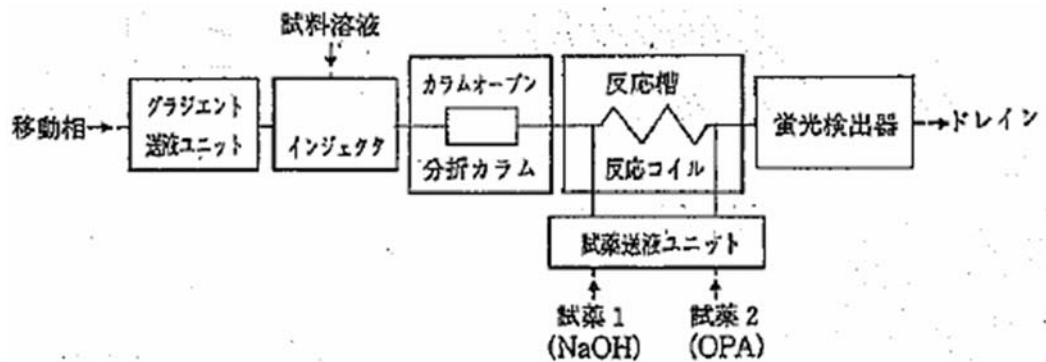 試料溶液
移動相
グラジエント
送液ユニット
インジェクタ
カラムオーブン
分折カラム
反応槽
反応コイル
蛍光検出器
ドレイン
試薬送液ユニット
試薬1
(NaOH)
試薬2
(OPA)